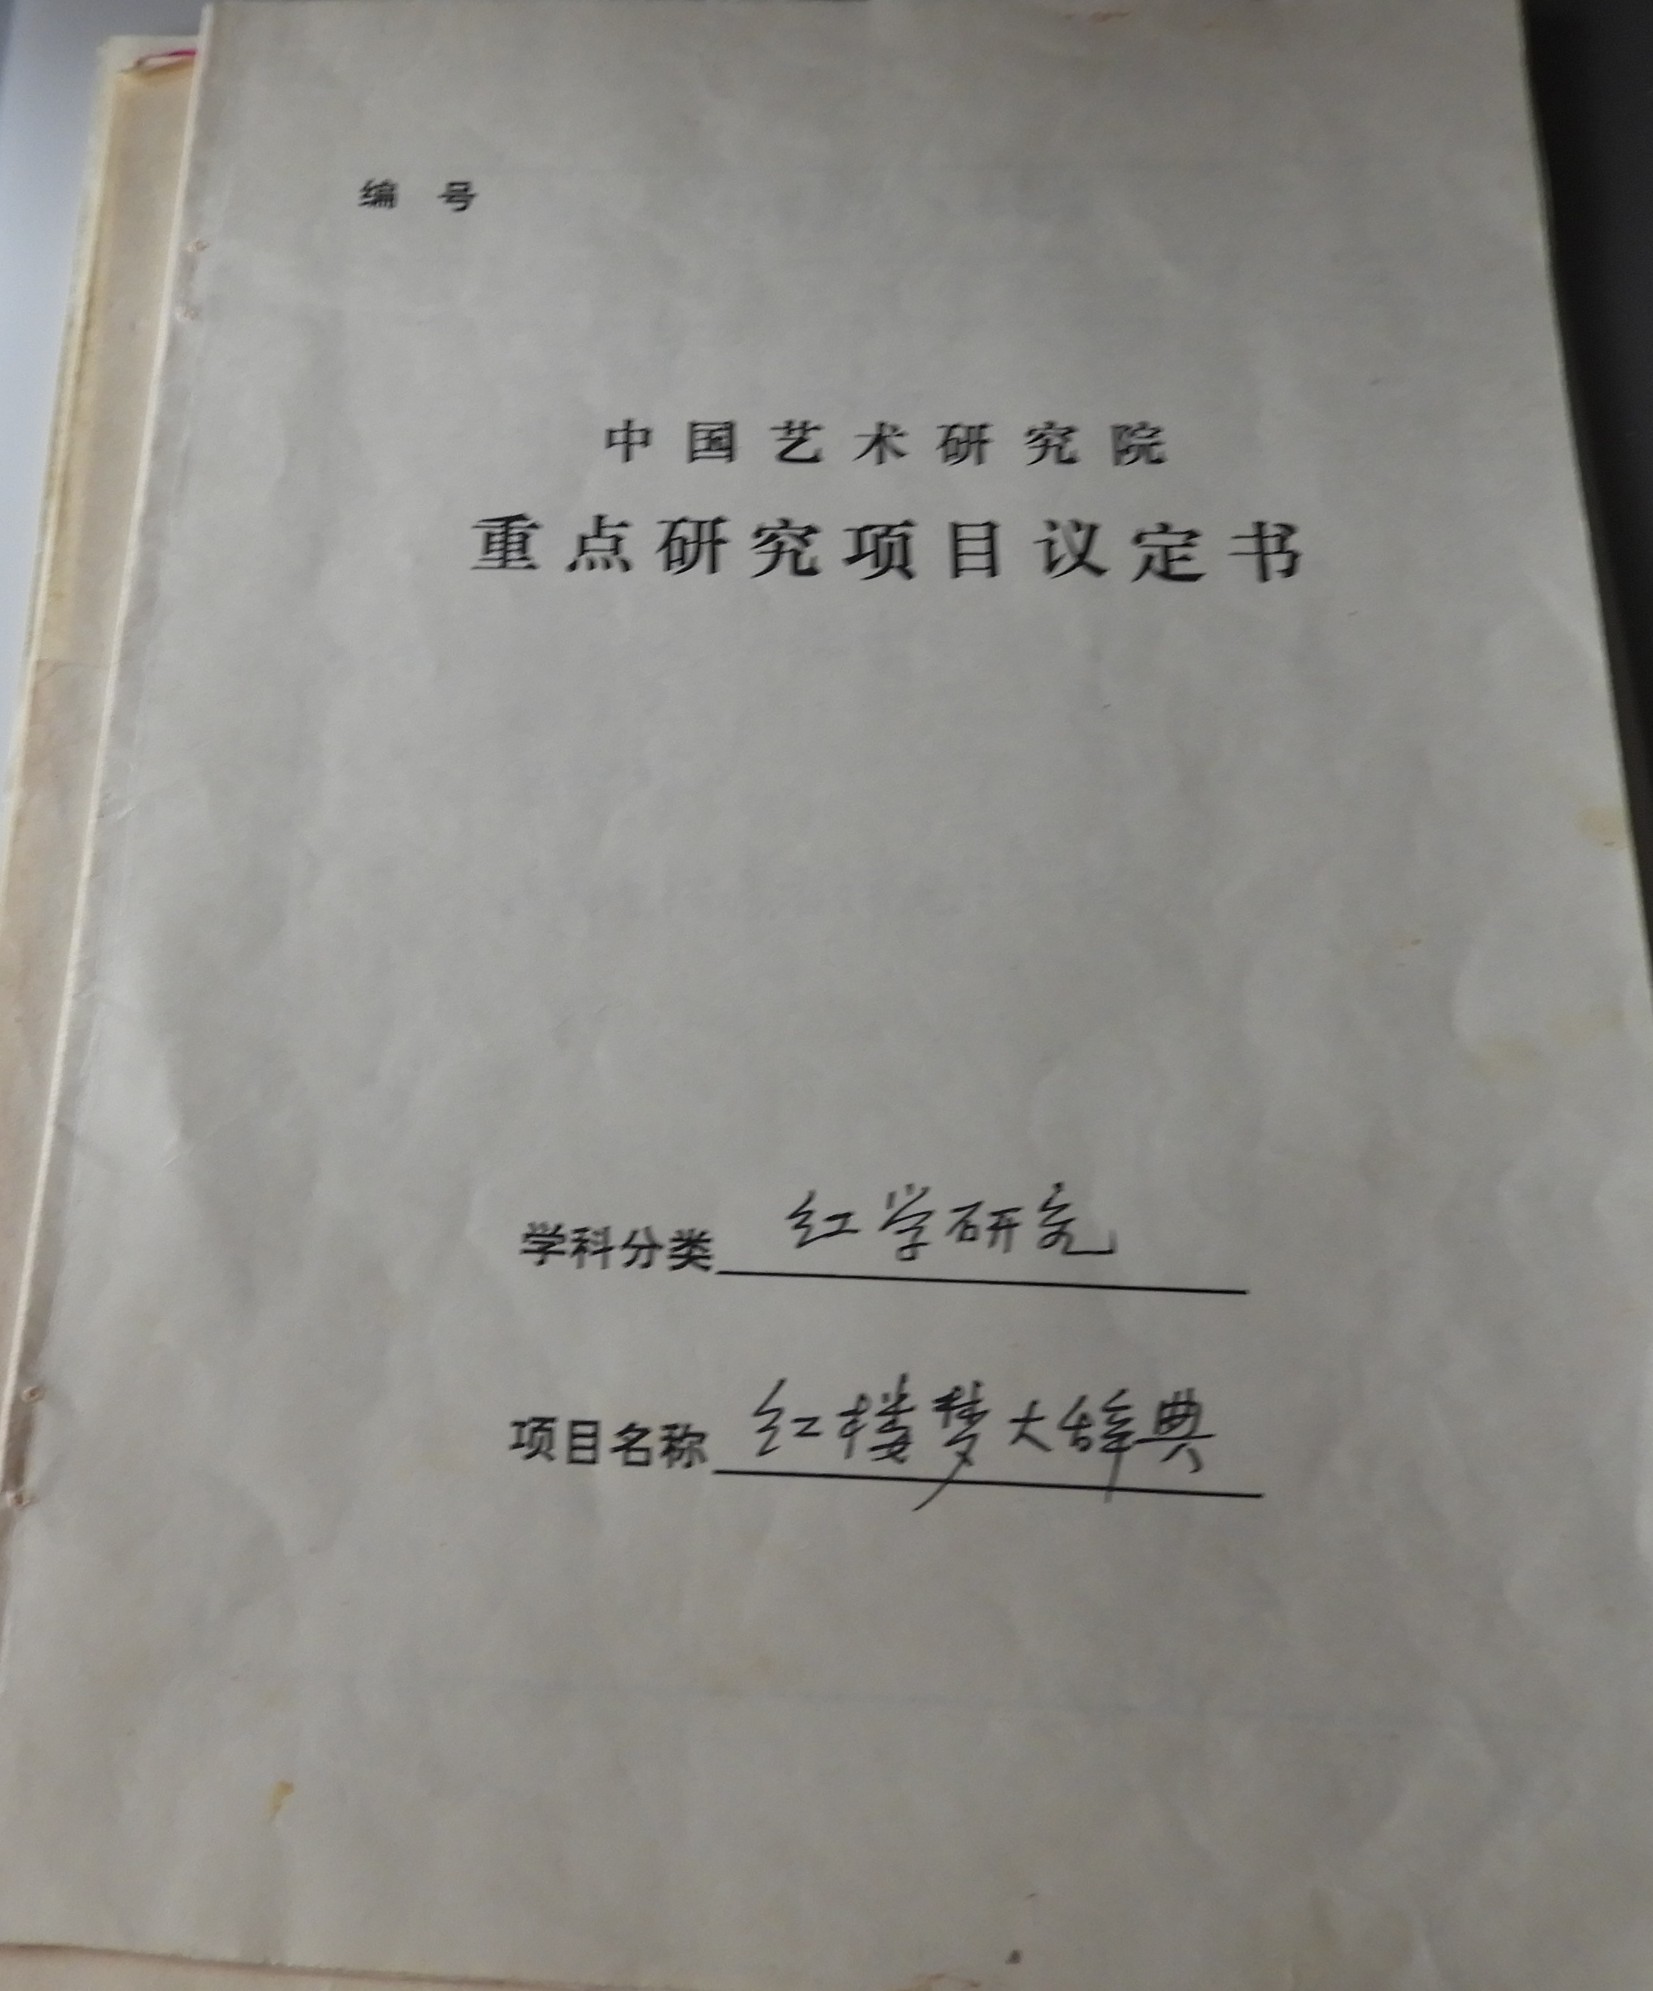 编 号
中国艺术研究院
重点研究项目议定书
学科分类 红学研究
项目名称 红楼梦大辞典